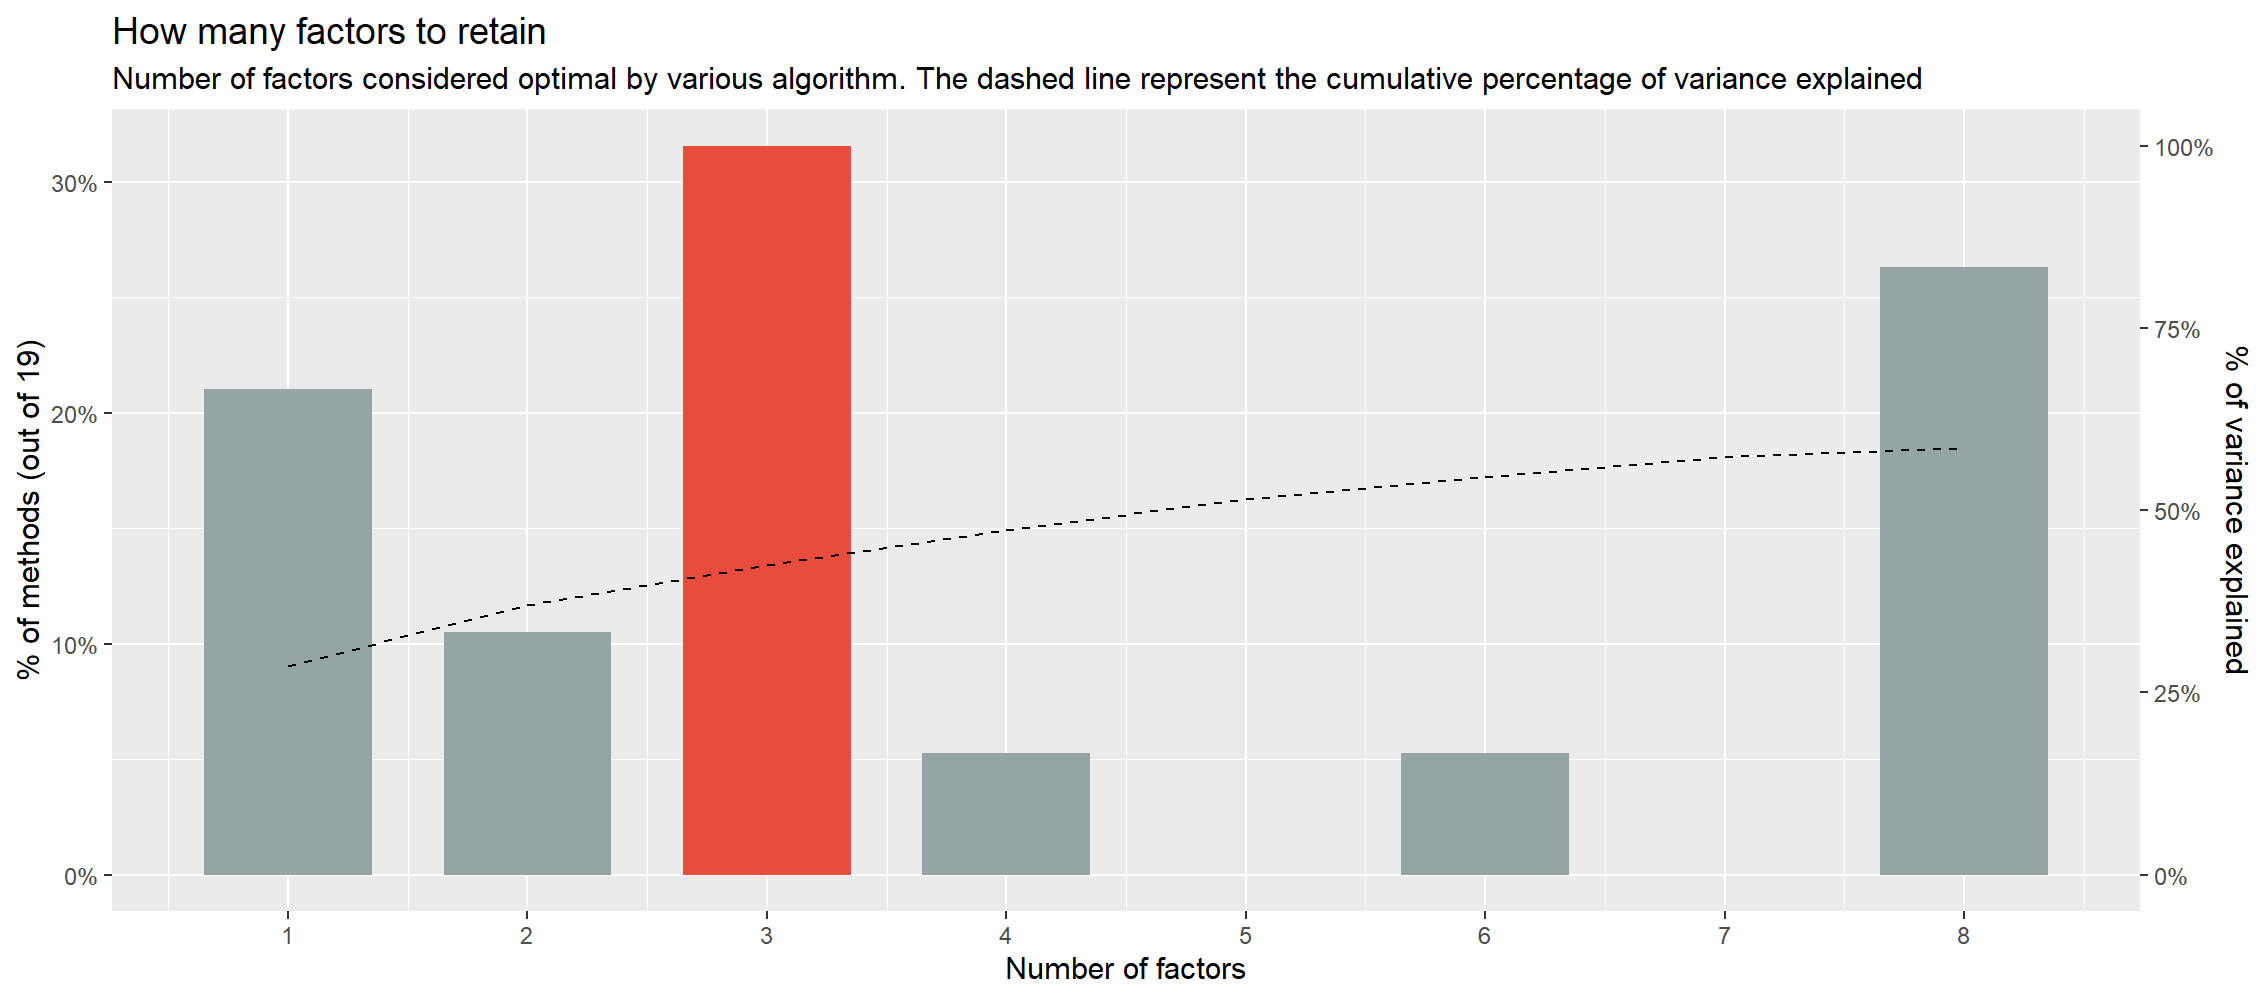 How many factors to retain
Number of factors considered optimal by various algorithm. The dashed line represent the cumulative percentage of variance explained
% of methods (out of 19)
30%
20%
10%
0%
100%
75%
50%
25%
0%
% of variance explained
1 2 3 4 5 6 7 8
Number of factors